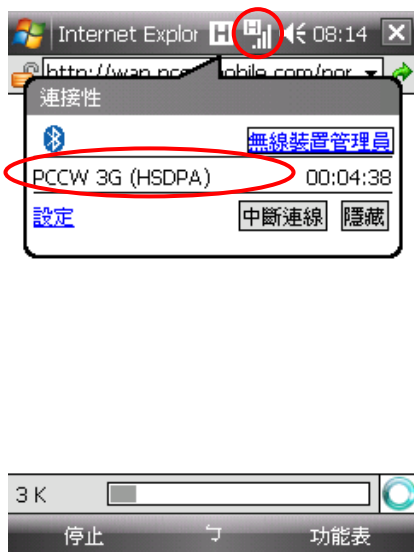 Internet Explor H H 08:14
http://wap.pccwmobile.com/por
連接性
無線裝置管理員
PCCW 3G (HSDPA) 00:04:38
設定 中斷連線 隱藏
3 K
停止 ㄅ 功能表